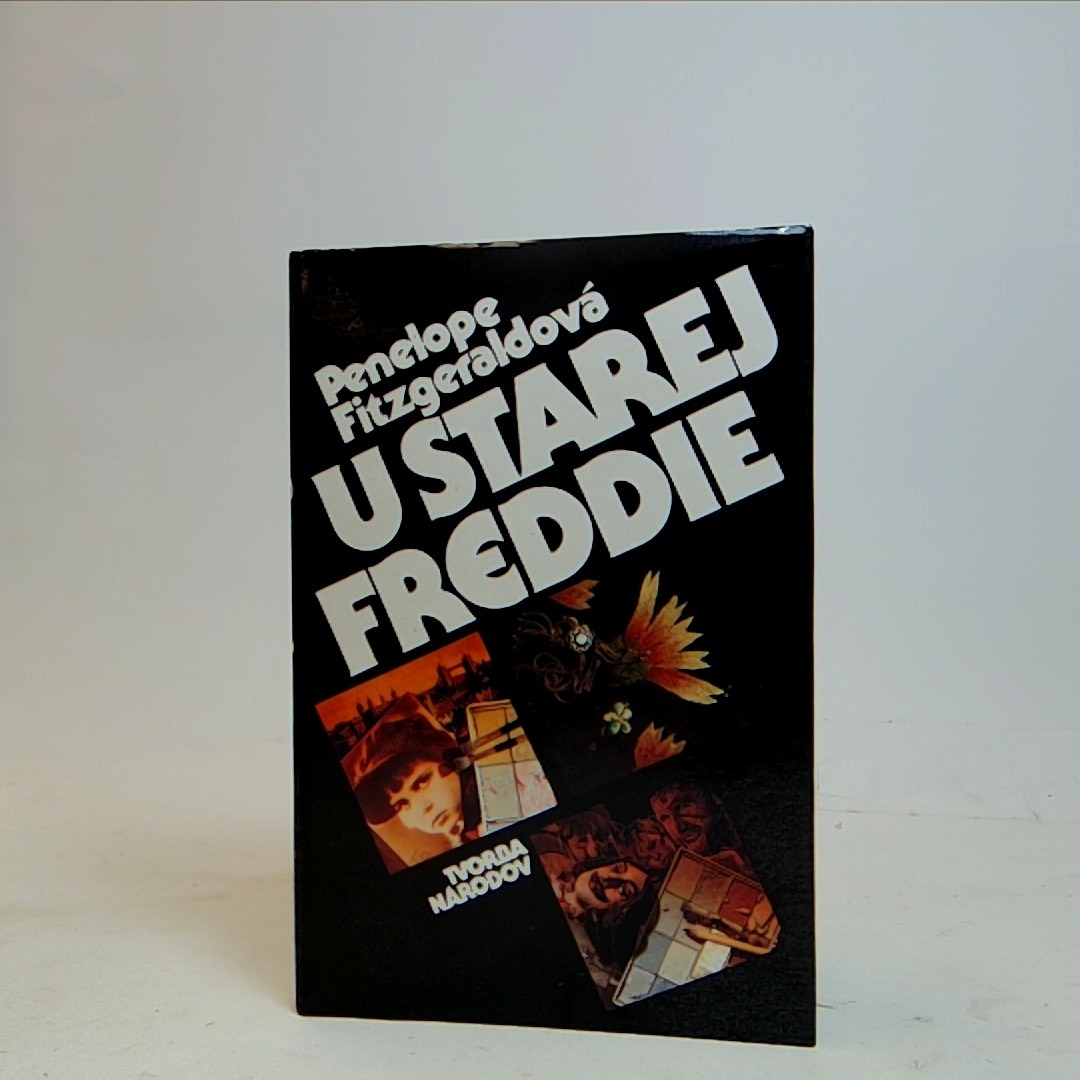 Penelope
Fitzgeraldová
U STAREJ
FREDDIE
TVORBA
NÁRODOV